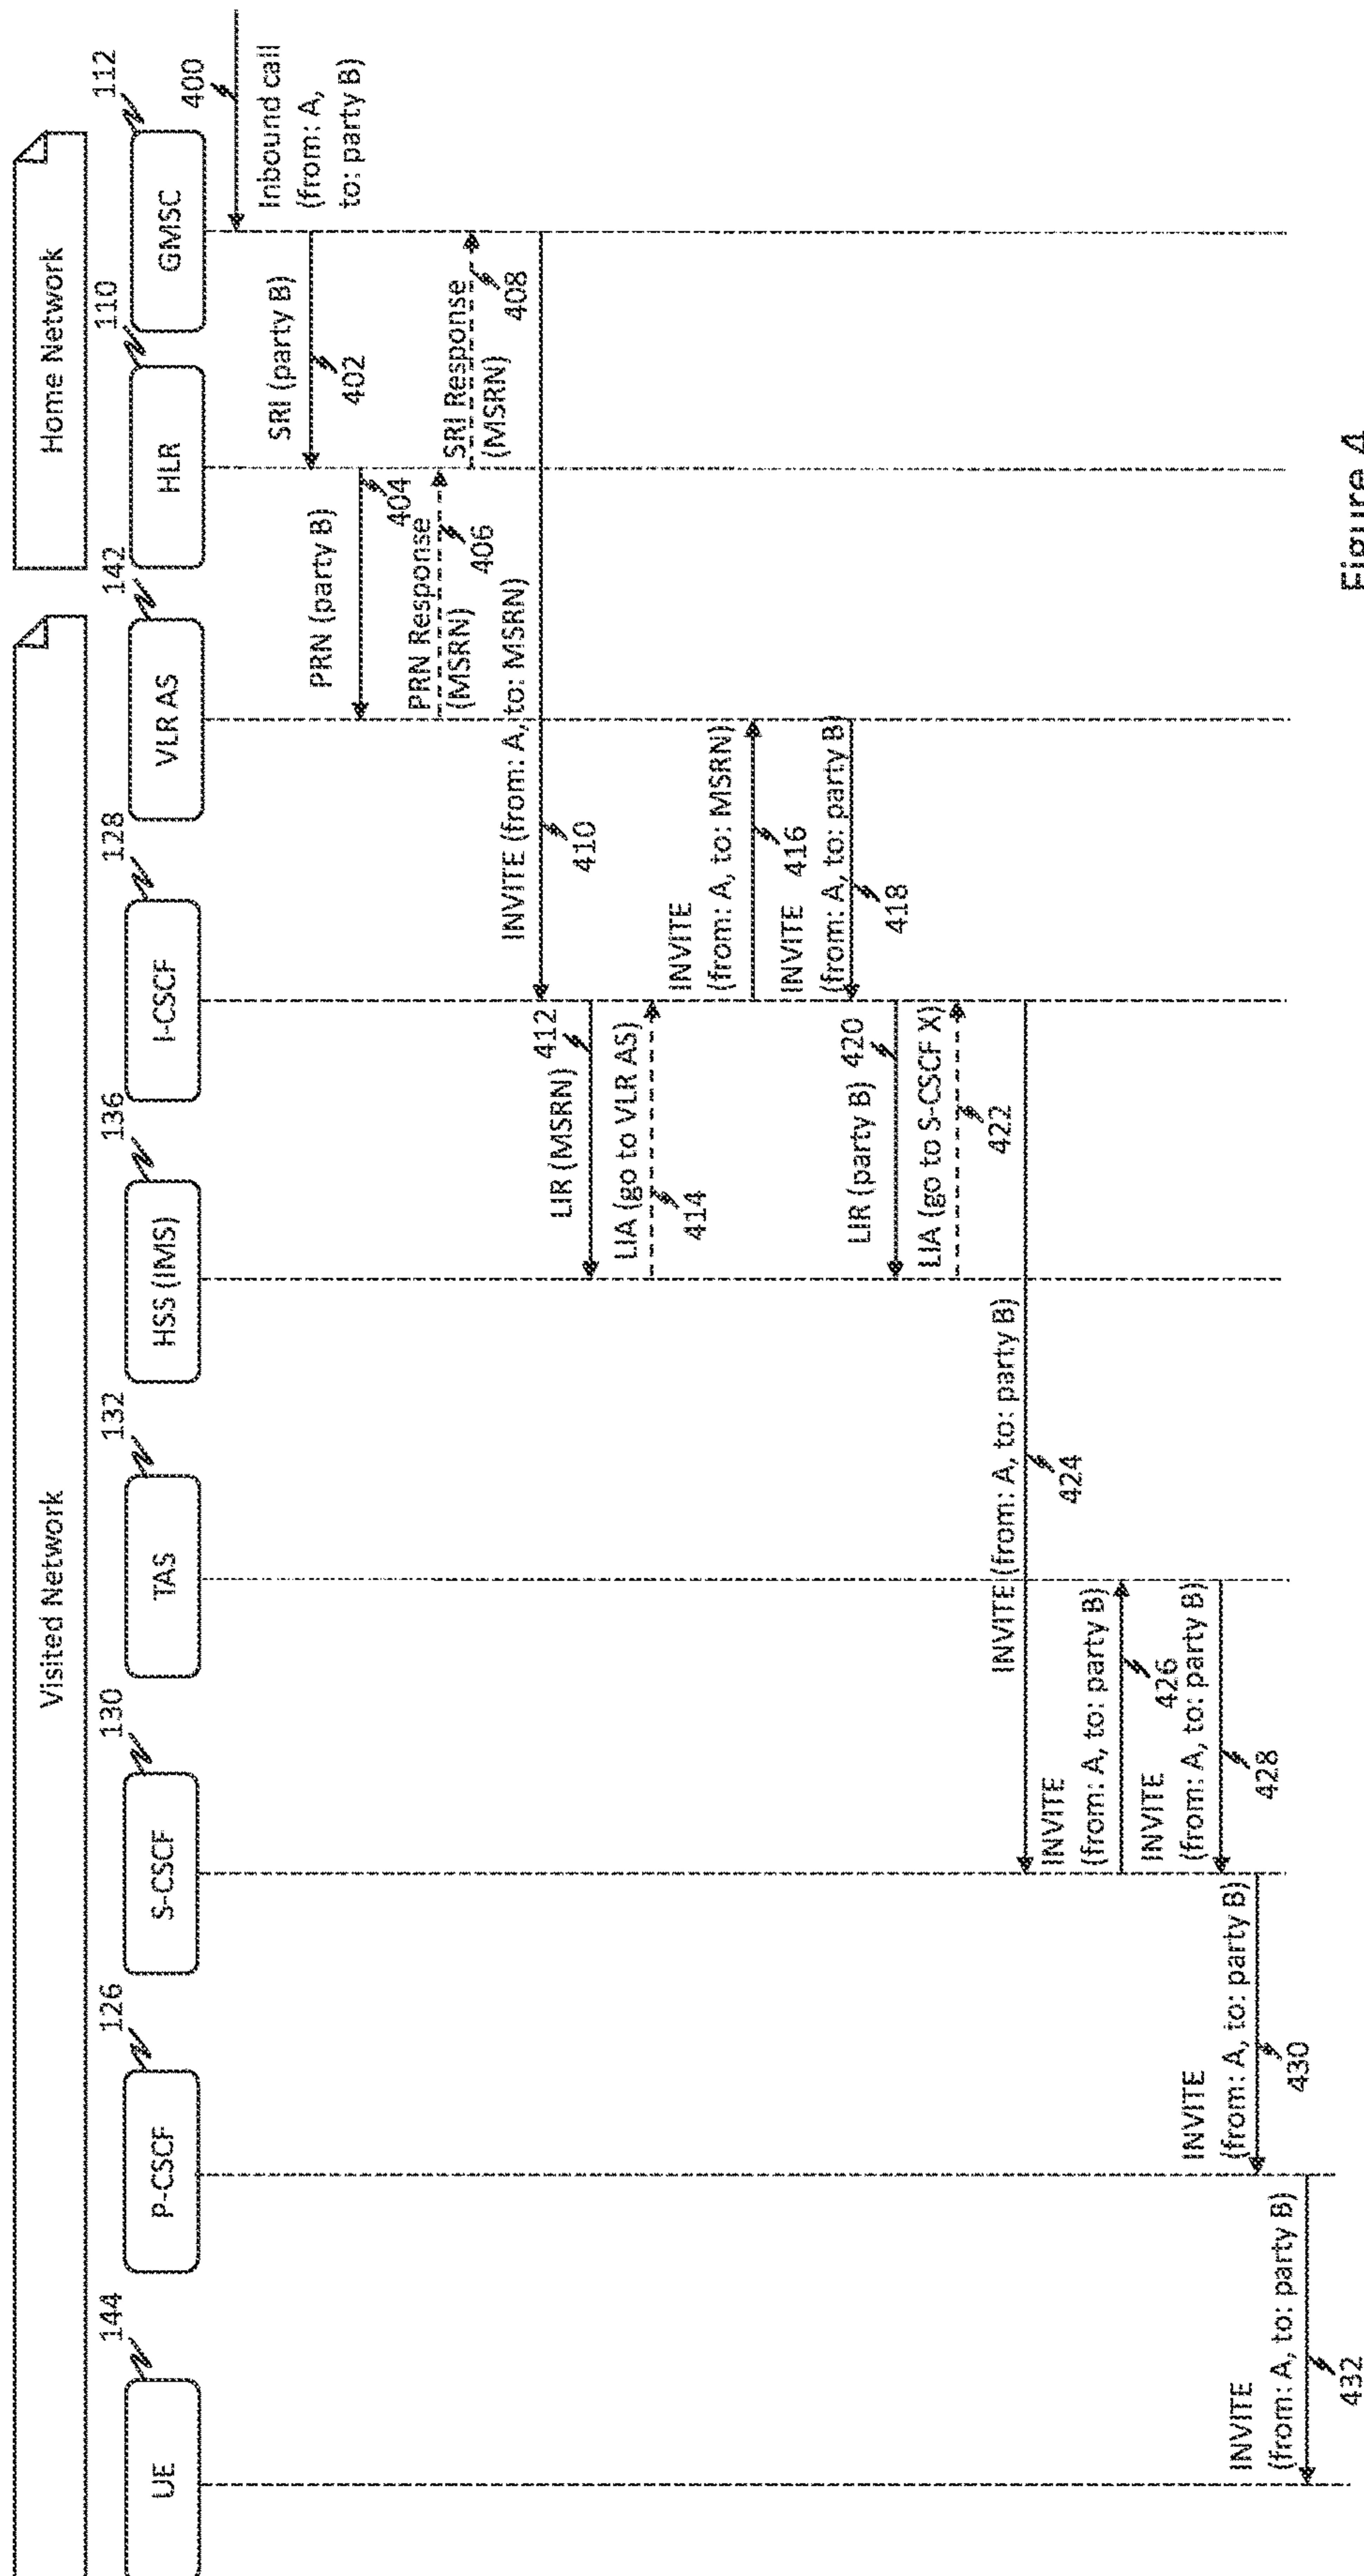 Visited Network
Home Network
144
126
130
132
136
128
142
110
112
UE
P-CSCF
S-CSCF
TAS
HSS (IMS)
I-CSCF
VLR AS
HLR
GMSC
400
Inbound call
(from: A,
to: party B)
SRI (party B)
402
PRN (party B)
404
PRN Response
(MSRN)
406
SRI Response
(MSRN)
408
INVITE (from: A, to: MSRN)
410
LIR (MSRN)
412
LIA (go to VLR AS)
414
INVITE
(from: A, to: MSRN)
416
INVITE
(from: A, to: party B)
418
LIR (party B)
420
LIA (go to S-CSCF X)
422
INVITE (from: A, to: party B)
424
INVITE
(from: A, to: party B)
426
INVITE
(from: A, to: party B)
428
INVITE
(from: A, to: party B)
430
INVITE
(from: A, to: party B)
432
Figure 4